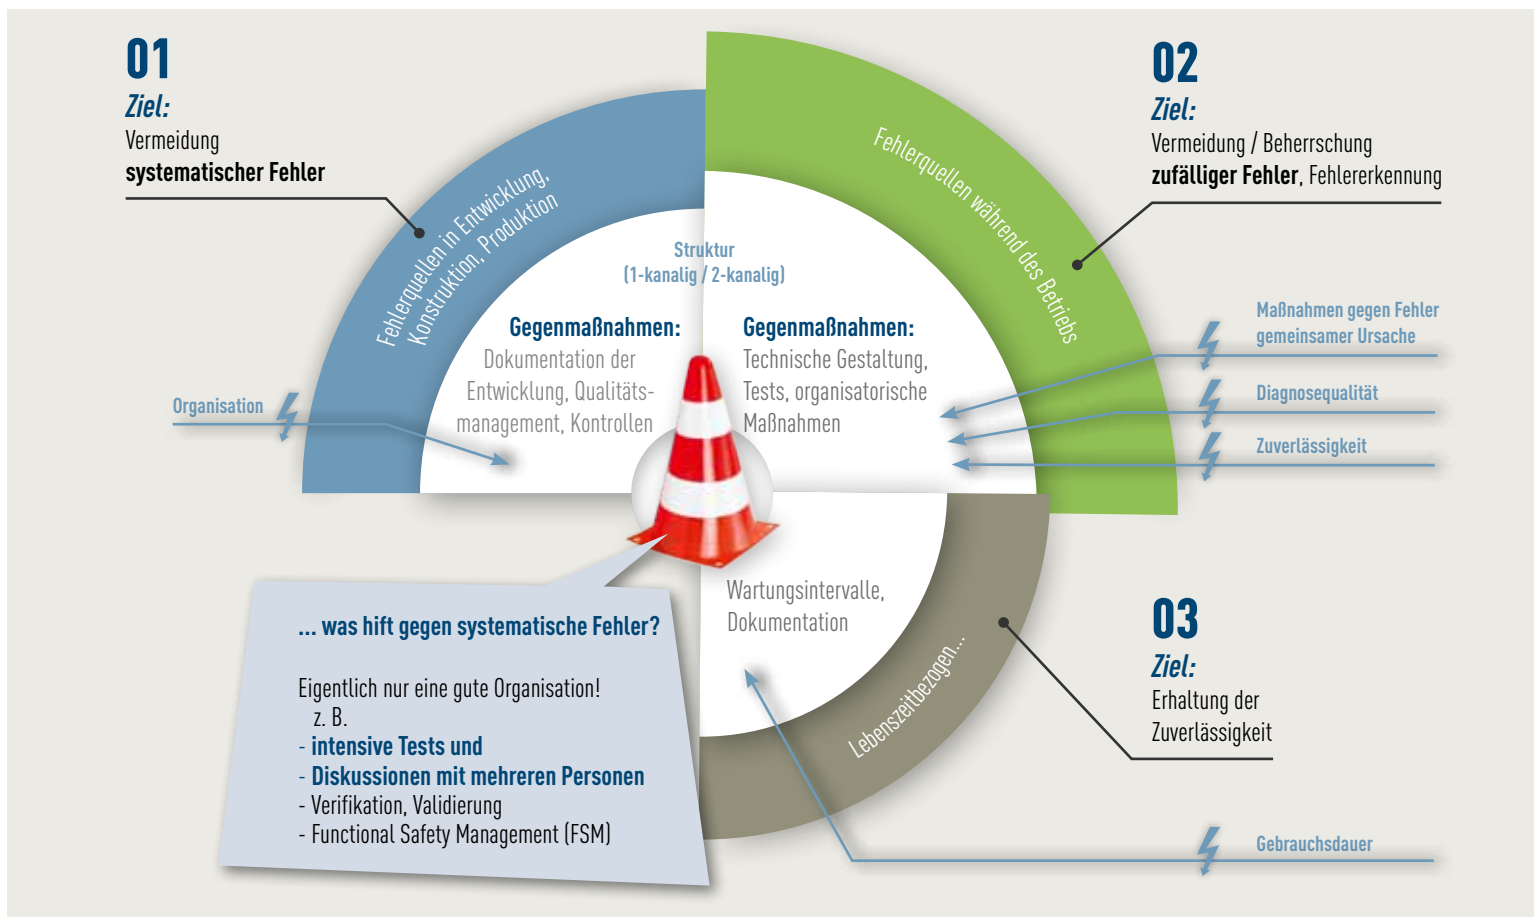 01
Ziel:
Vermeidung
systematischer Fehler
Fehlerquellen in Entwicklung,
Konstruktion, Produktion
Organisation
Struktur
(1-kanalig / 2-kanalig)
Gegenmaßnahmen:
Dokumentation der
Entwicklung, Qualitäts-
management, Kontrollen
Gegenmaßnahmen:
Technische Gestaltung,
Tests, organisatorische
Maßnahmen
02
Ziel:
Vermeidung / Beherrschung
zufälliger Fehler, Fehlererkennung
Fehlerquellen während des Betriebs
Maßnahmen gegen Fehler
gemeinsamer Ursache
Diagnosequalität
Zuverlässigkeit
Wartungsintervalle,
Dokumentation
Lebenszeitbezogen...
03
Ziel:
Erhaltung der
Zuverlässigkeit
Gebrauchsdauer
... was hift gegen systematische Fehler?
Eigentlich nur eine gute Organisation!
z. B.
- intensive Tests und
- Diskussionen mit mehreren Personen
- Verifikation, Validierung
- Functional Safety Management (FSM)